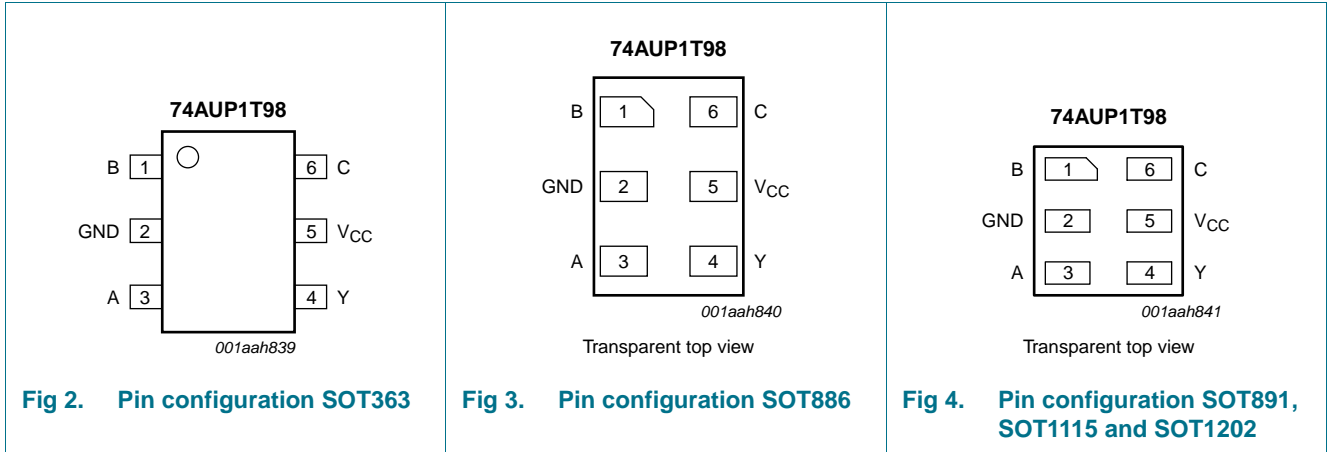 74AUP1T98
B 1 6 C
GND 2 5 VCC
A 3 4 Y
001aah839
Fig 2. Pin configuration SOT363
74AUP1T98
B 1 6 C
GND 2 5 VCC
A 3 4 Y
001aah840
Transparent top view
Fig 3. Pin configuration SOT886
74AUP1T98
B 1 6 C
GND 2 5 VCC
A 3 4 Y
001aah841
Transparent top view
Fig 4. Pin configuration SOT891,
SOT1115 and SOT1202